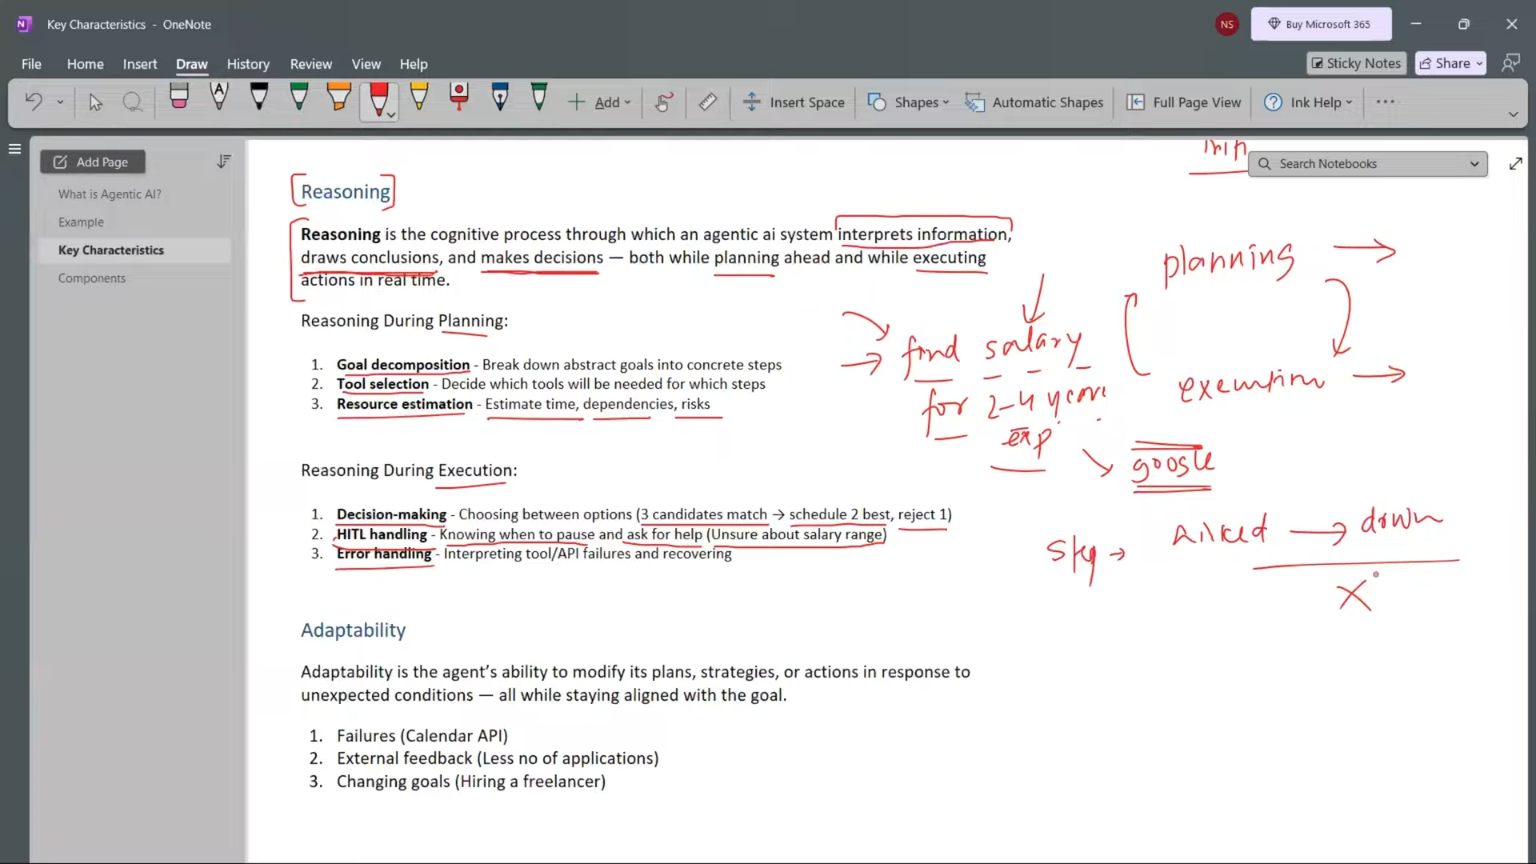 Key Characteristics - OneNote
NS
Buy Microsoft 365
File Home Insert Draw History Review View Help
Sticky Notes
Share
Add
Insert Space
Shapes
Automatic Shapes
Full Page View
Ink Help
Add Page
What is Agentic AI?
Example
Key Characteristics
Components
Search Notebooks
Reasoning
Reasoning is the cognitive process through which an agentic ai system interprets information,
draws conclusions, and makes decisions — both while planning ahead and while executing
actions in real time.
Reasoning During Planning:
1. Goal decomposition - Break down abstract goals into concrete steps
2. Tool selection - Decide which tools will be needed for which steps
3. Resource estimation - Estimate time, dependencies, risks
Reasoning During Execution:
1. Decision-making - Choosing between options (3 candidates match → schedule 2 best, reject 1)
2. HITL handling - Knowing when to pause and ask for help (Unsure about salary range)
3. Error handling - Interpreting tool/API failures and recovering
Adaptability
Adaptability is the agent's ability to modify its plans, strategies, or actions in response to
unexpected conditions — all while staying aligned with the goal.
1. Failures (Calendar API)
2. External feedback (Less no of applications)
3. Changing goals (Hiring a freelancer)
planning →
execution →
→ find salary
for 2-4 years
exp
google
Step → → down
X